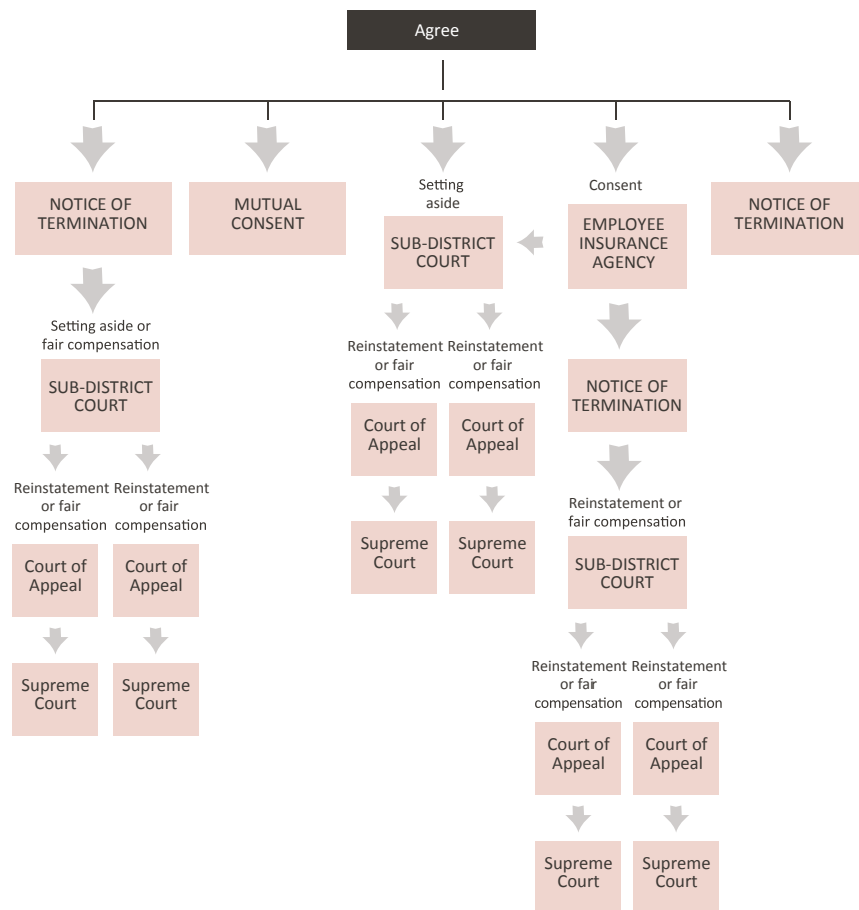 Agree
NOTICE OF
TERMINATION
Setting aside or
fair compensation
SUB-DISTRICT
COURT
Reinstatement
or fair
compensation
Court of
Appeal
Supreme
Court
Reinstatement
or fair
compensation
Court of
Appeal
Supreme
Court
MUTUAL
CONSENT
Setting
aside
SUB-DISTRICT
COURT
Reinstatement
or fair
compensation
Court of
Appeal
Supreme
Court
Reinstatement
or fair
compensation
Court of
Appeal
Supreme
Court
Consent
EMPLOYEE
INSURANCE
AGENCY
NOTICE OF
TERMINATION
Reinstatement or
fair compensation
SUB-DISTRICT
COURT
Reinstatement
or fair
compensation
Court of
Appeal
Supreme
Court
Reinstatement
or fair
compensation
Court of
Appeal
Supreme
Court
NOTICE OF
TERMINATION